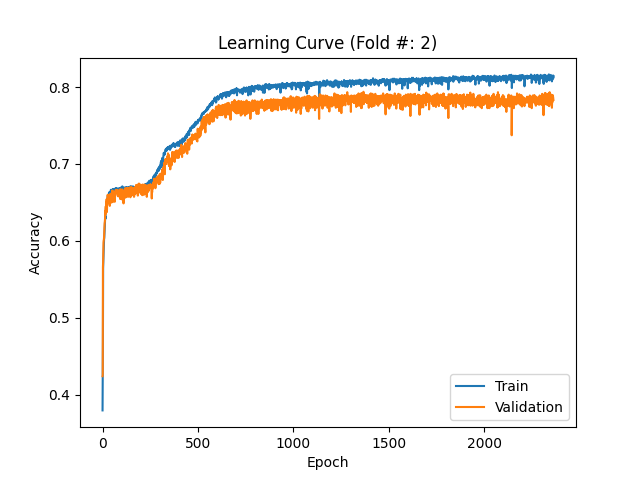 Learning Curve (Fold #: 2)
0.8
0.7
0.6
0.5
0.4
Accuracy
0
500
1000
1500
2000
Epoch
Train
Validation